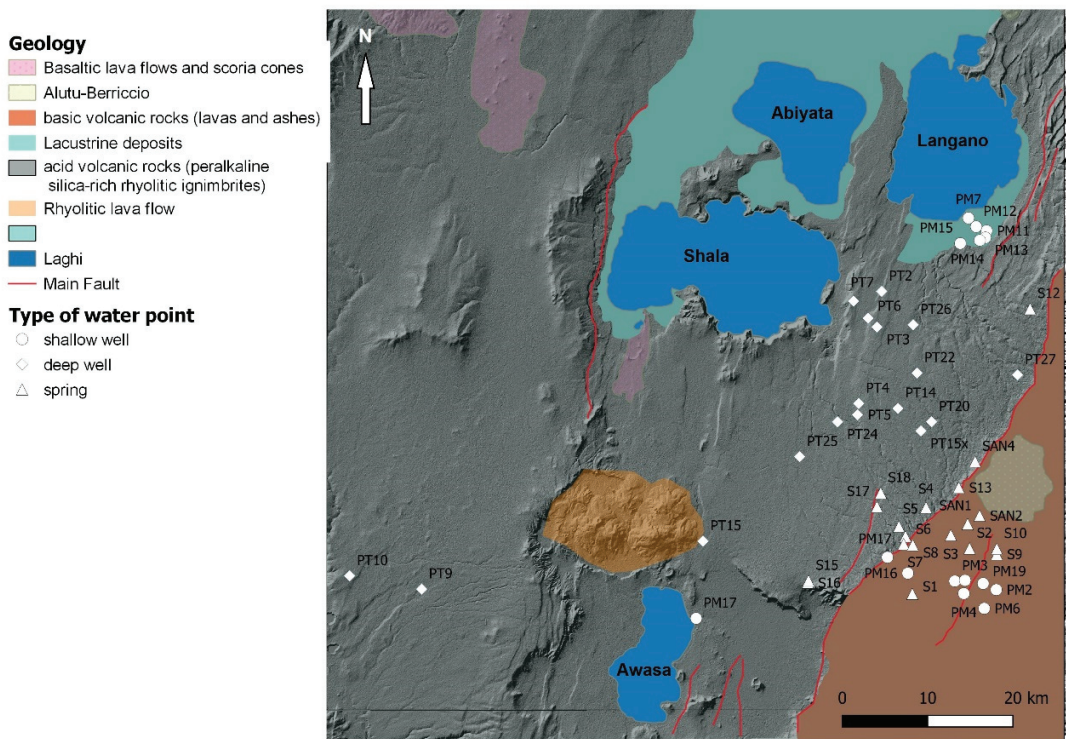 Geology
Basaltic lava flows and scoria cones
Alutu-Berriccio
basic volcanic rocks (lavas and ashes)
Lacustrine deposits
acid volcanic rocks (peralkaline
silica-rich rhyolitic ignimbrites)
Rhyolitic lava flow
Laghi
Main Fault
Type of water point
shallow well
deep well
spring
N
Abiyata
Langano
PM7
PM12
PM15
PM11
PM14
PM13
Shala
PT7
PT2
PT6
PT26
PT3
S12
PT22
PT27
PT4
PT14
PT5
PT20
PT25
PT24
PT15x
SAN4
S18
S17
S4
S13
S5
SAN1
SAN2
PT15
PM17
S6
S2
S10
S8
S3
S9
PT10
PT9
S15
S16
PM16
S7
PM3
PM19
S1
PM2
PM4
PM6
PM17
Awasa
0
10
20 km